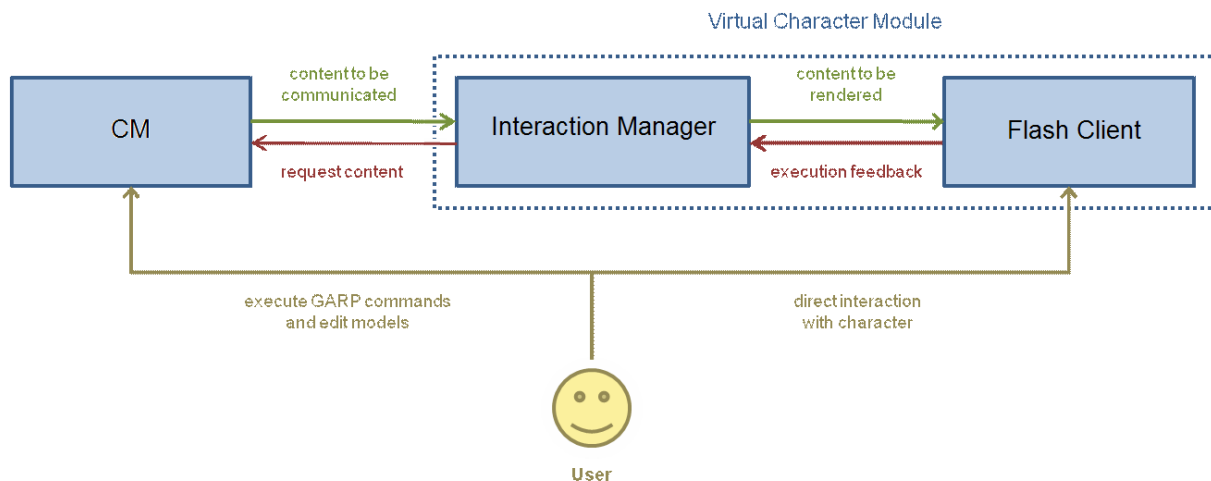 Virtual Character Module
content to be
communicated
content to be
rendered
CM
Interaction Manager
Flash Client
request content
execution feedback
execute GARP commands
and edit models
direct interaction
with character
User